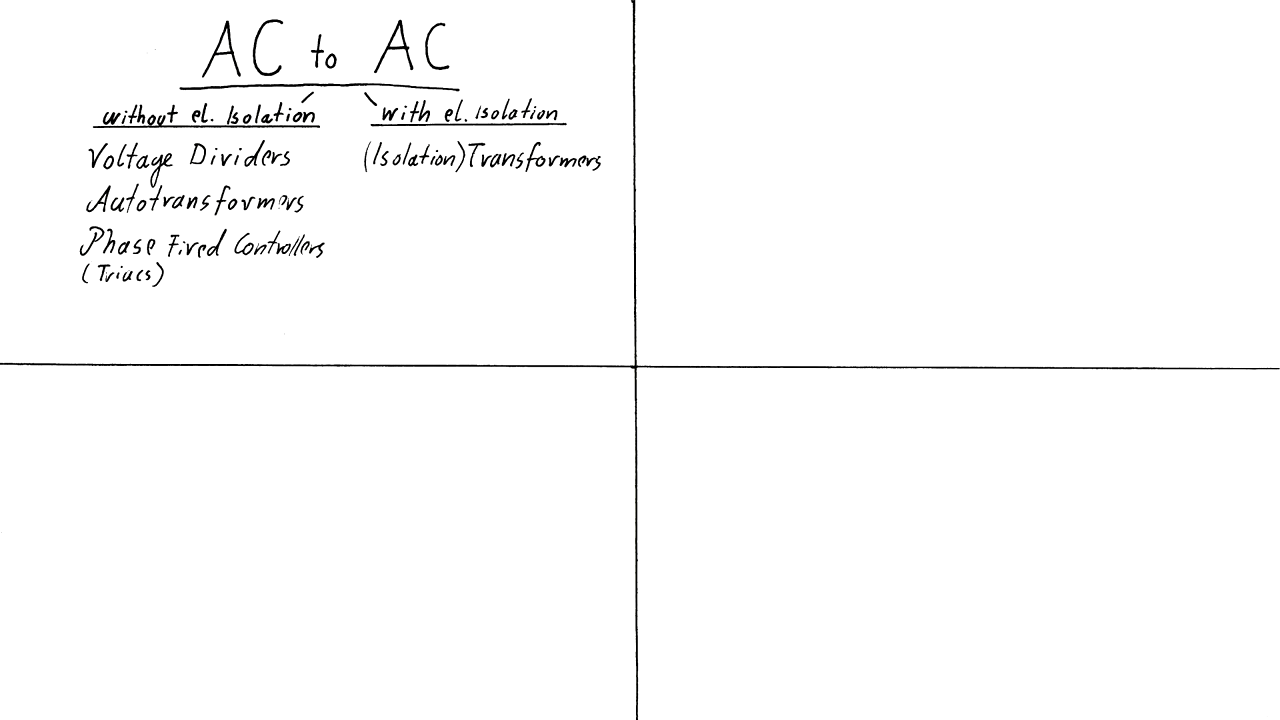 AC to AC
without el. Isolation
Voltage Dividers
Autotransformers
Phase Fired Controllers
(Triacs)
with el. Isolation
(Isolation)Transformers